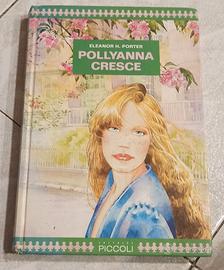 ELEANOR H. PORTER
POLLYANNA
CRESCE
EDITRICE
PICCOLI